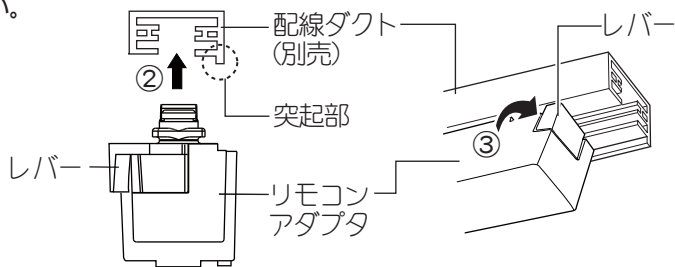 い。
配線ダクト
(別売)
レバー
②
突起部
③
レバー
リモコン
アダプタ